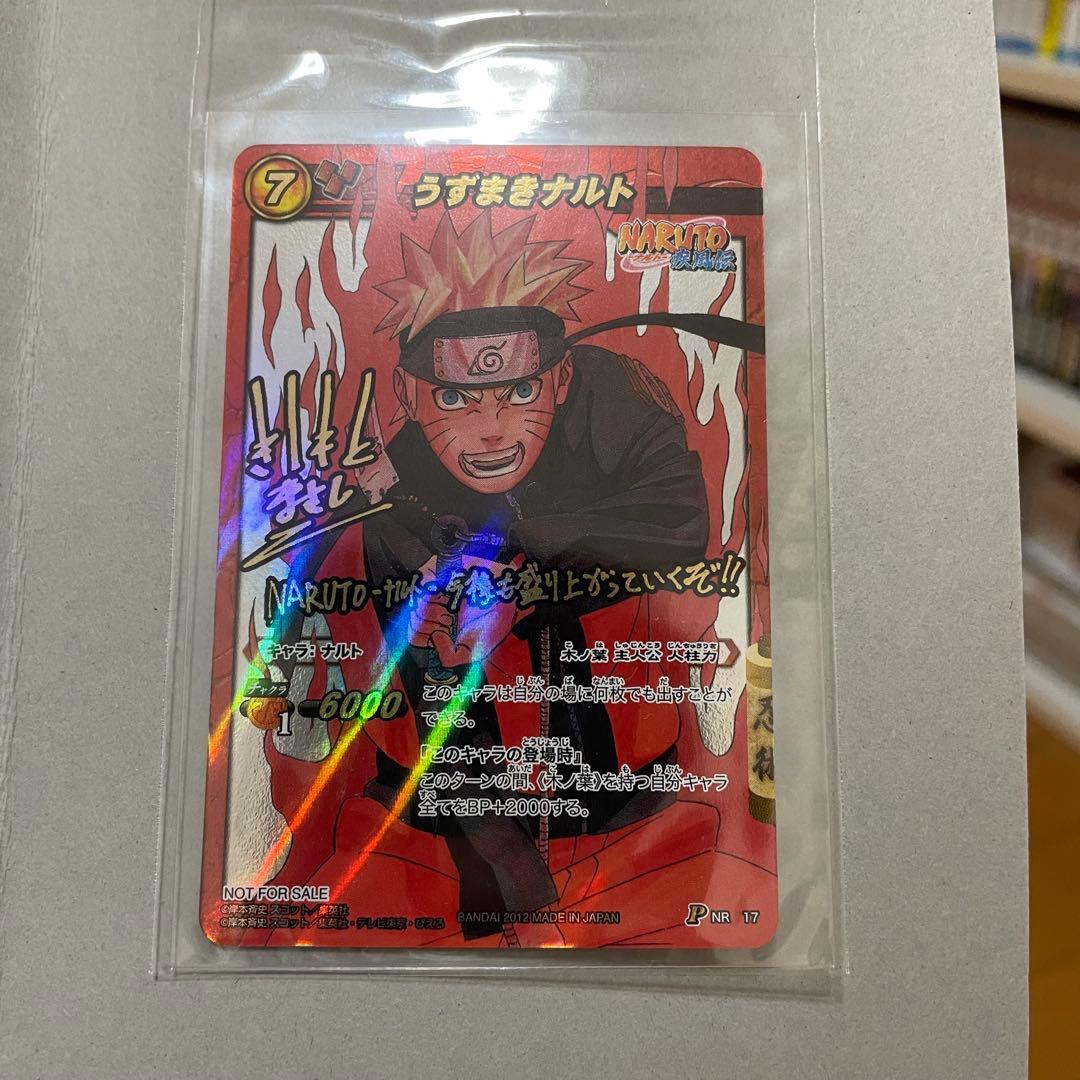 7
うずまきナルト
NARUTO
-ナルト-
疾風伝
まさし
NARUTO-ナルト- 今後も盛り上がっていくぞ!!
キャラ: ナルト
木ノ葉 主人公 人柱力
チャクラ
1
6000
このキャラは自分の場に何枚でも出すことが
できる。
『このキャラの登場時』
このターンの間、《木ノ葉》を持つ自分キャラ
全てをBP+2000する。
忍術
NOT FOR SALE
©岸本斉史 スコット/集英社
©岸本斉史 スコット/集英社・テレビ東京・ぴえろ
BANDAI 2012 MADE IN JAPAN
P NR 17